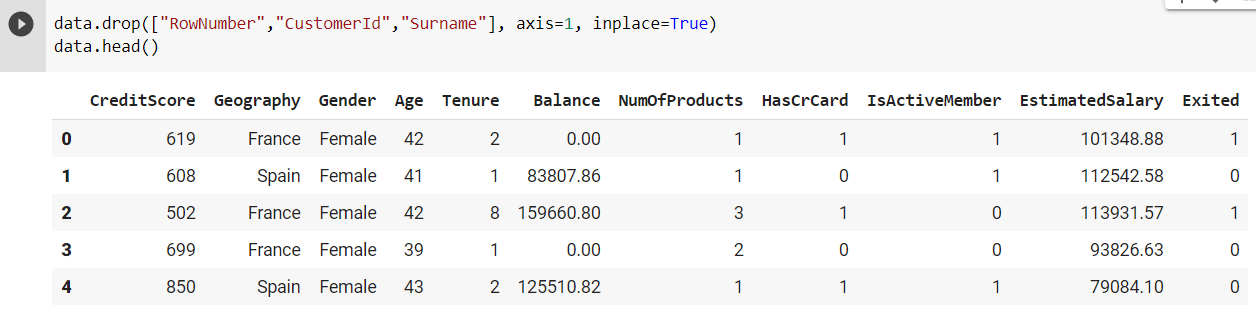 data.drop(["RowNumber","CustomerId","Surname"], axis=1, inplace=True)
data.head()
CreditScore Geography Gender Age Tenure Balance NumOfProducts HasCrCard IsActiveMember EstimatedSalary Exited
0 619 France Female 42 2 0.00 1 1 1 101348.88 1
1 608 Spain Female 41 1 83807.86 1 0 1 112542.58 0
2 502 France Female 42 8 159660.80 3 1 0 113931.57 1
3 699 France Female 39 1 0.00 2 0 0 93826.63 0
4 850 Spain Female 43 2 125510.82 1 1 1 79084.10 0